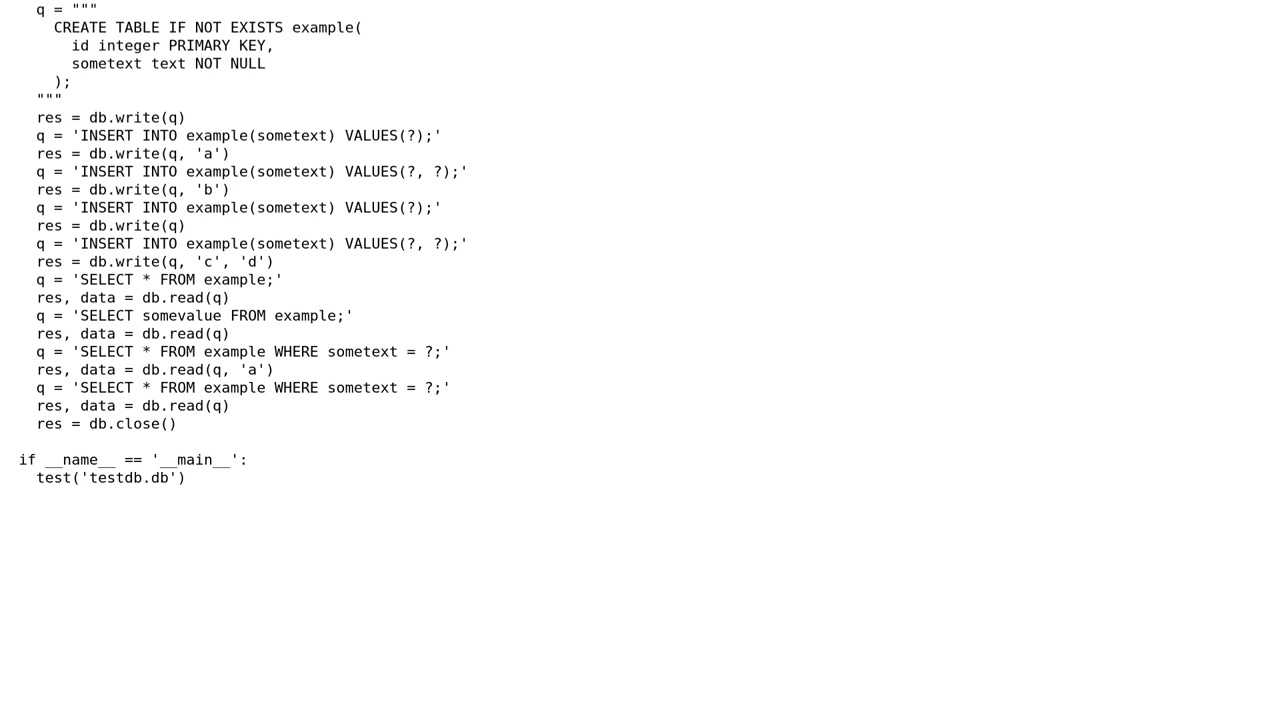 q = """
    CREATE TABLE IF NOT EXISTS example(
      id integer PRIMARY KEY,
      sometext text NOT NULL
    );
  """
  res = db.write(q)
  q = 'INSERT INTO example(sometext) VALUES(?);'
  res = db.write(q, 'a')
  q = 'INSERT INTO example(sometext) VALUES(?, ?);'
  res = db.write(q, 'b')
  q = 'INSERT INTO example(sometext) VALUES(?);'
  res = db.write(q)
  q = 'INSERT INTO example(sometext) VALUES(?, ?);'
  res = db.write(q, 'c', 'd')
  q = 'SELECT * FROM example;'
  res, data = db.read(q)
  q = 'SELECT somevalue FROM example;'
  res, data = db.read(q)
  q = 'SELECT * FROM example WHERE sometext = ?;'
  res, data = db.read(q, 'a')
  q = 'SELECT * FROM example WHERE sometext = ?;'
  res, data = db.read(q)
  res = db.close()

if __name__ == '__main__':
  test('testdb.db')